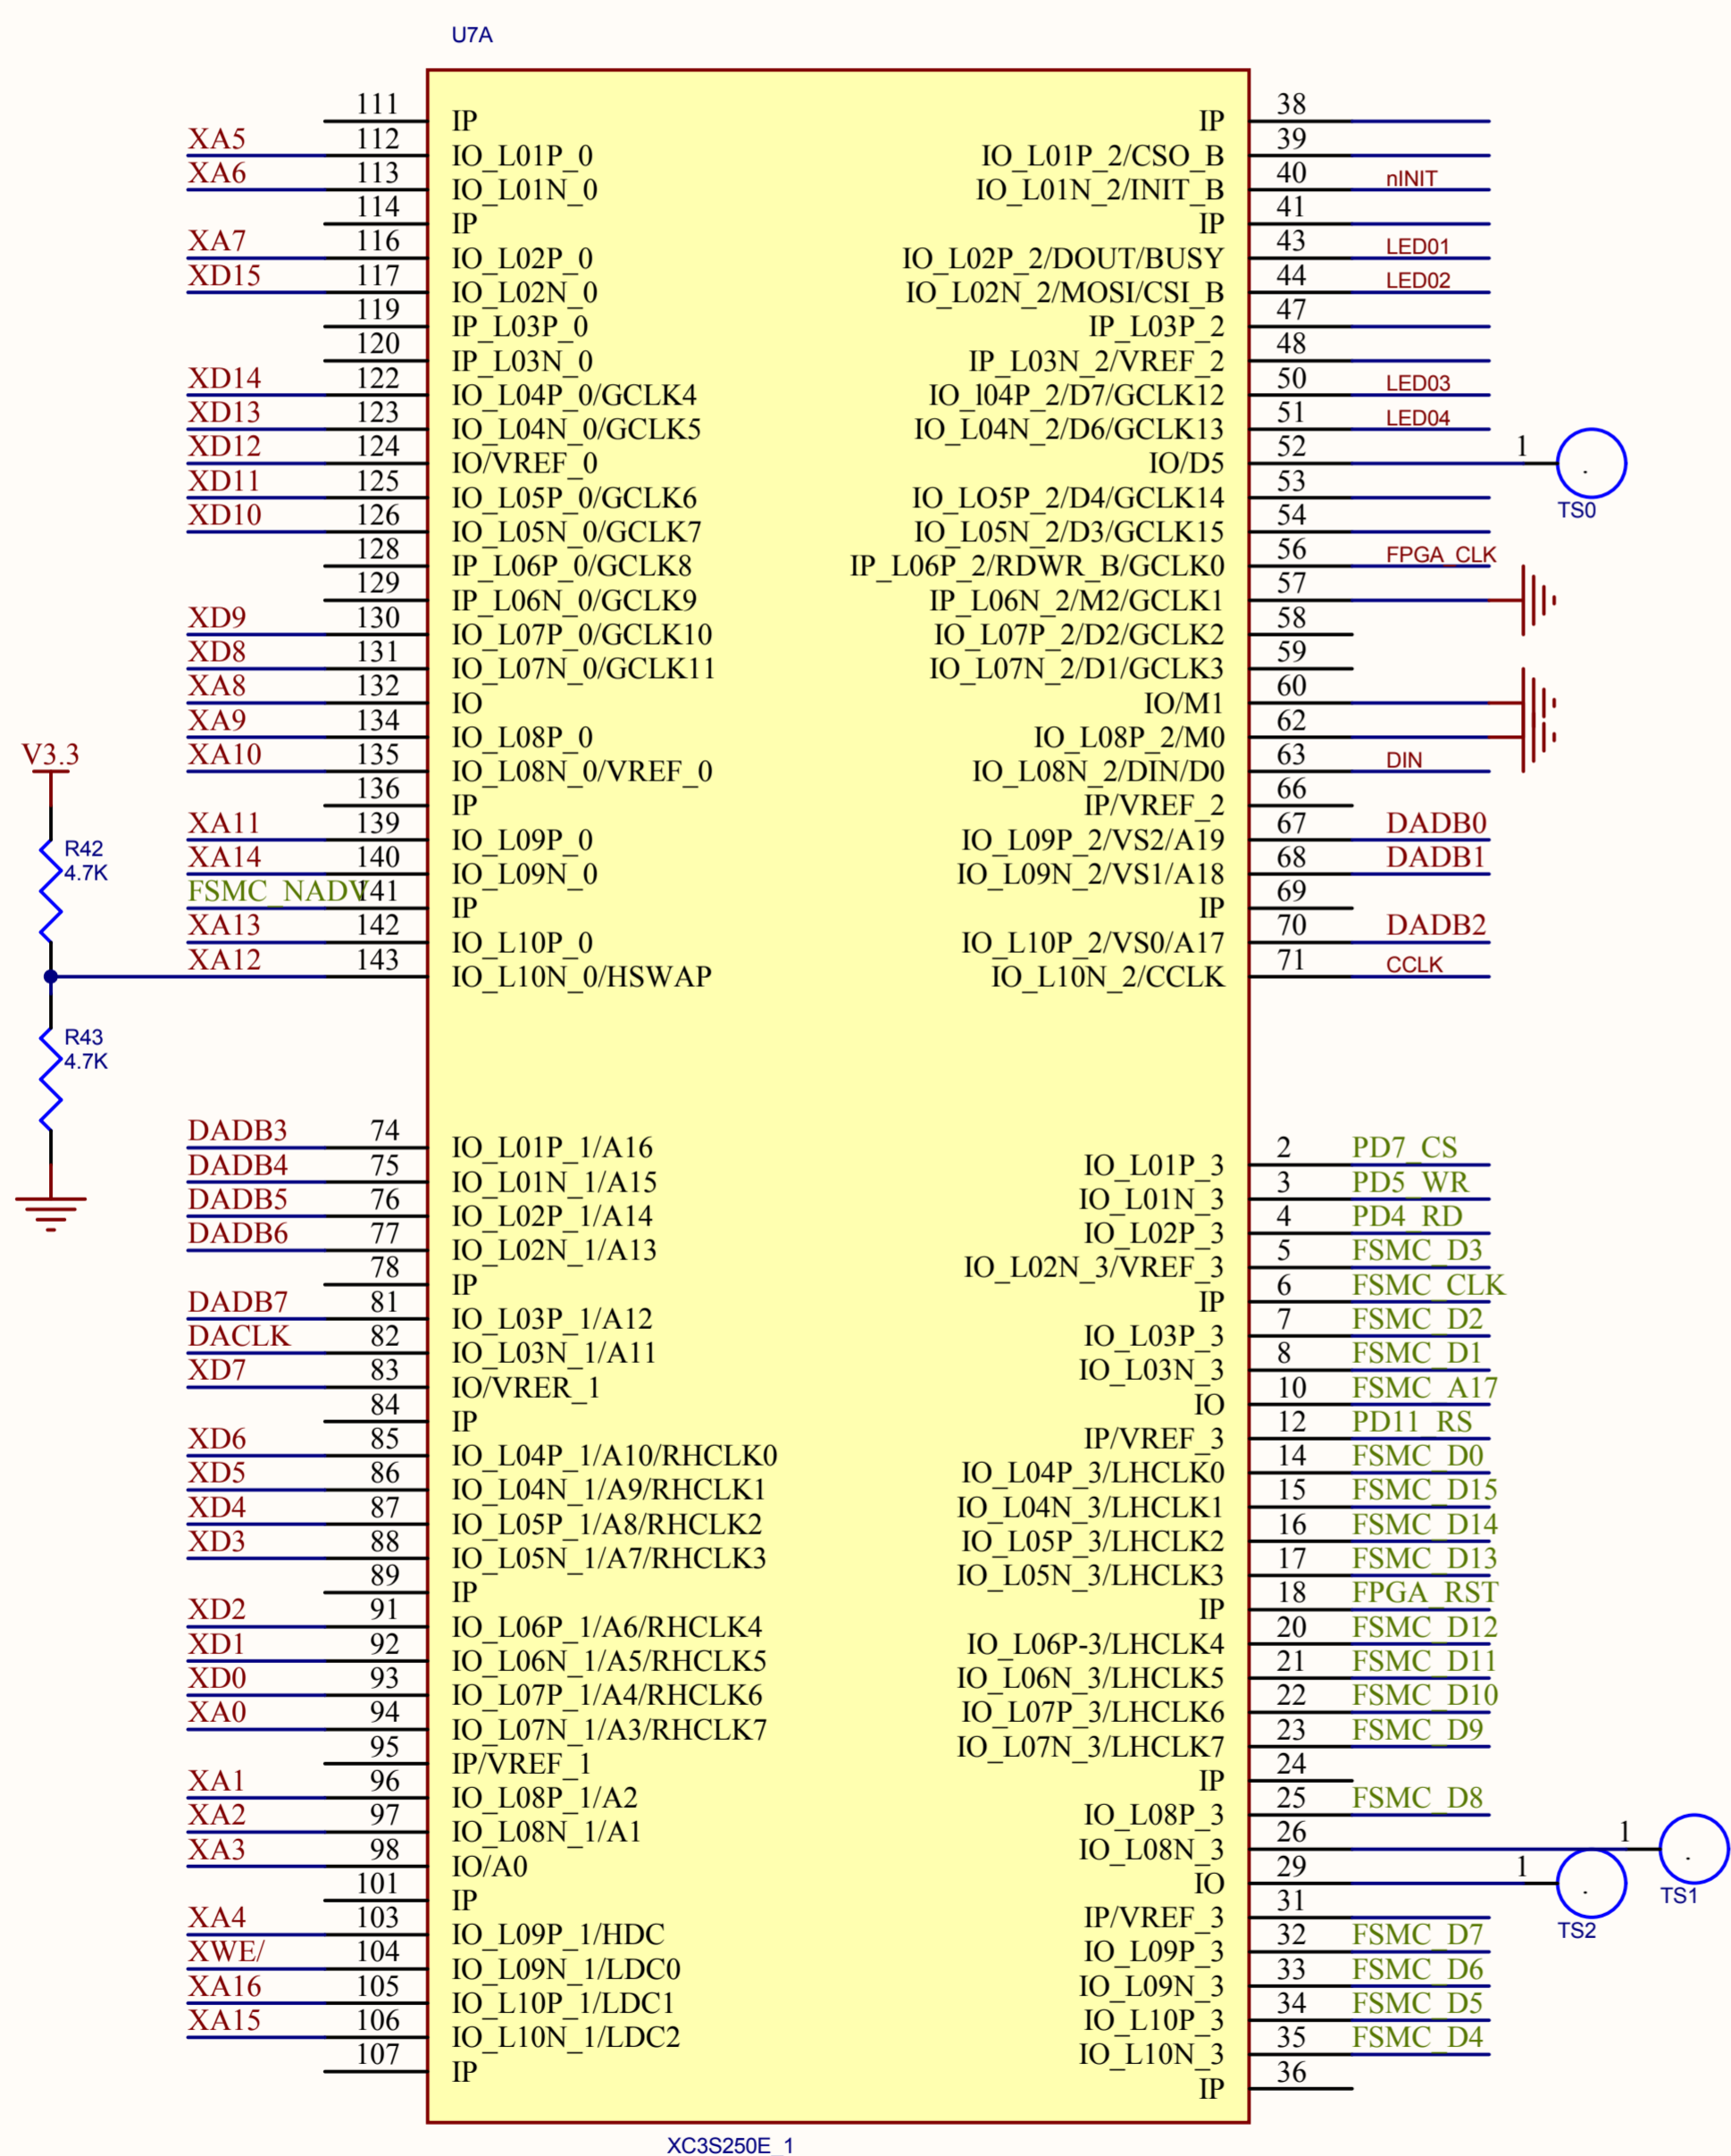 U7A
111 IP
XA5 112 IO_L01P_0
XA6 113 IO_L01N_0
114 IP
XA7 116 IO_L02P_0
XD15 117 IO_L02N_0
119 IP_L03P_0
120 IP_L03N_0
XD14 122 IO_L04P_0/GCLK4
XD13 123 IO_L04N_0/GCLK5
XD12 124 IO/VREF_0
XD11 125 IO_L05P_0/GCLK6
XD10 126 IO_L05N_0/GCLK7
128 IP_L06P_0/GCLK8
129 IP_L06N_0/GCLK9
XD9 130 IO_L07P_0/GCLK10
XD8 131 IO_L07N_0/GCLK11
XA8 132 IO
XA9 134 IO_L08P_0
XA10 135 IO_L08N_0/VREF_0
136 IP
XA11 139 IO_L09P_0
XA14 140 IO_L09N_0
FSMC_NADV 141 IP
XA13 142 IO_L10P_0
XA12 143 IO_L10N_0/HSWAP
V3.3
R42
4.7K
R43
4.7K
IP 38
IO_L01P_2/CSO_B 39
IO_L01N_2/INIT_B 40 nINIT
IP 41
IO_L02P_2/DOUT/BUSY 43 LED01
IO_L02N_2/MOSI/CSI_B 44 LED02
IP_L03P_2 47
IP_L03N_2/VREF_2 48
IO_l04P_2/D7/GCLK12 50 LED03
IO_L04N_2/D6/GCLK13 51 LED04
IO/D5 52 1
TS0
IO_LO5P_2/D4/GCLK14 53
IO_L05N_2/D3/GCLK15 54
IP_L06P_2/RDWR_B/GCLK0 56 FPGA_CLK
IP_L06N_2/M2/GCLK1 57
IO_L07P_2/D2/GCLK2 58
IO_L07N_2/D1/GCLK3 59
IO/M1 60
IO_L08P_2/M0 62
IO_L08N_2/DIN/D0 63 DIN
IP/VREF_2 66
IO_L09P_2/VS2/A19 67 DADB0
IO_L09N_2/VS1/A18 68 DADB1
IP 69
IO_L10P_2/VS0/A17 70 DADB2
IO_L10N_2/CCLK 71 CCLK
DADB3 74 IO_L01P_1/A16
DADB4 75 IO_L01N_1/A15
DADB5 76 IO_L02P_1/A14
DADB6 77 IO_L02N_1/A13
78 IP
DADB7 81 IO_L03P_1/A12
DACLK 82 IO_L03N_1/A11
XD7 83 IO/VRER_1
84 IP
XD6 85 IO_L04P_1/A10/RHCLK0
XD5 86 IO_L04N_1/A9/RHCLK1
XD4 87 IO_L05P_1/A8/RHCLK2
XD3 88 IO_L05N_1/A7/RHCLK3
89 IP
XD2 91 IO_L06P_1/A6/RHCLK4
XD1 92 IO_L06N_1/A5/RHCLK5
XD0 93 IO_L07P_1/A4/RHCLK6
XA0 94 IO_L07N_1/A3/RHCLK7
95 IP/VREF_1
XA1 96 IO_L08P_1/A2
XA2 97 IO_L08N_1/A1
XA3 98 IO/A0
101 IP
XA4 103 IO_L09P_1/HDC
XWE/ 104 IO_L09N_1/LDC0
XA16 105 IO_L10P_1/LDC1
XA15 106 IO_L10N_1/LDC2
107 IP
IO_L01P_3 2 PD7_CS
IO_L01N_3 3 PD5_WR
IO_L02P_3 4 PD4_RD
IO_L02N_3/VREF_3 5 FSMC_D3
IP 6 FSMC_CLK
IO_L03P_3 7 FSMC_D2
IO_L03N_3 8 FSMC_D1
IO 10 FSMC_A17
IP/VREF_3 12 PD11_RS
IO_L04P_3/LHCLK0 14 FSMC_D0
IO_L04N_3/LHCLK1 15 FSMC_D15
IO_L05P_3/LHCLK2 16 FSMC_D14
IO_L05N_3/LHCLK3 17 FSMC_D13
IP 18 FPGA_RST
IO_L06P-3/LHCLK4 20 FSMC_D12
IO_L06N_3/LHCLK5 21 FSMC_D11
IO_L07P_3/LHCLK6 22 FSMC_D10
IO_L07N_3/LHCLK7 23 FSMC_D9
IP 24
IO_L08P_3 25 FSMC_D8
IO_L08N_3 26 1
TS1
IO 29 1
TS2
IP/VREF_3 31
IO_L09P_3 32 FSMC_D7
IO_L09N_3 33 FSMC_D6
IO_L10P_3 34 FSMC_D5
IO_L10N_3 35 FSMC_D4
IP 36
XC3S250E_1